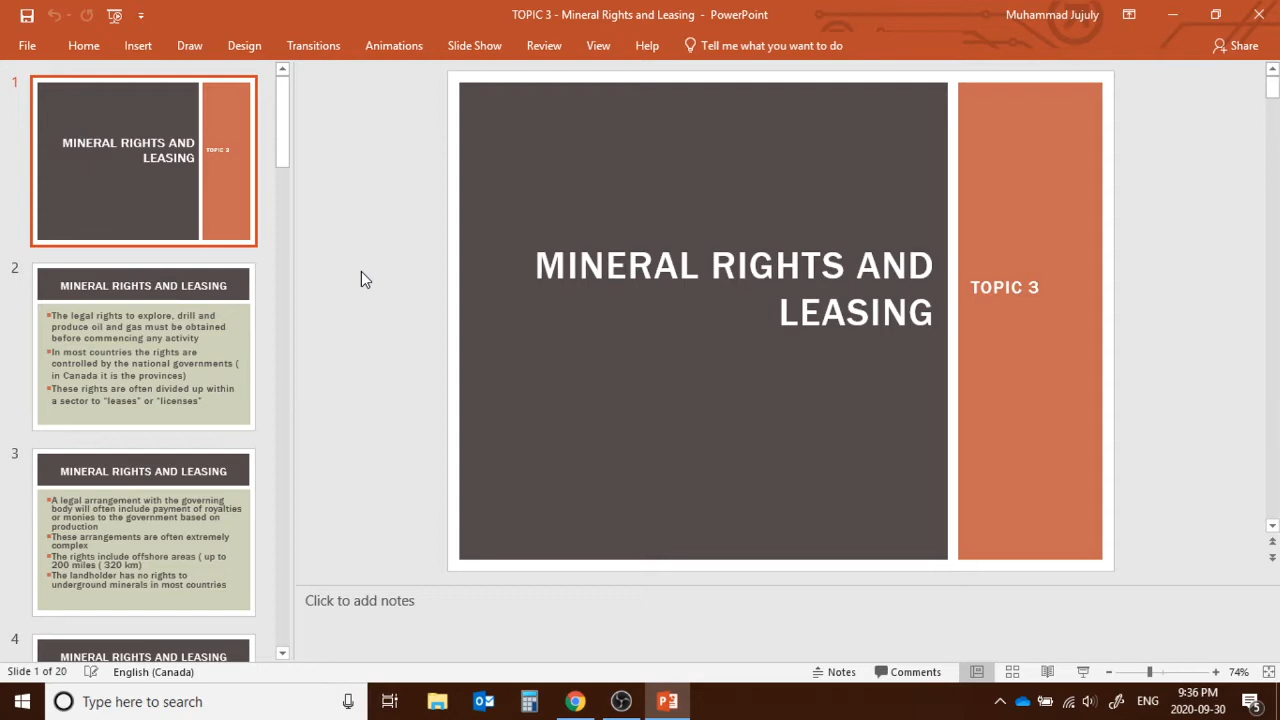 TOPIC 3 - Mineral Rights and Leasing - PowerPoint
Muhammad Jujuly
File Home Insert Draw Design Transitions Animations Slide Show Review View Help Tell me what you want to do Share
1
MINERAL RIGHTS AND
LEASING
TOPIC 3
2
MINERAL RIGHTS AND LEASING
The legal rights to explore, drill and
produce oil and gas must be obtained
before commencing any activity
In most countries the rights are
controlled by the national governments (
in Canada it is the provinces)
These rights are often divided up within
a sector to "leases" or "licenses"
3
MINERAL RIGHTS AND LEASING
A legal arrangement with the governing
body will often include payment of royalties
or monies to the government based on
production
These arrangements are often extremely
complex
The rights include offshore areas ( up to
200 miles ( 320 km)
The landholder has no rights to
underground minerals in most countries
4
MINERAL RIGHTS AND LEASING
MINERAL RIGHTS AND
LEASING
TOPIC 3
Click to add notes
Slide 1 of 20 English (Canada) Notes Comments 74%
Type here to search
ENG
9:36 PM
2020-09-30
5